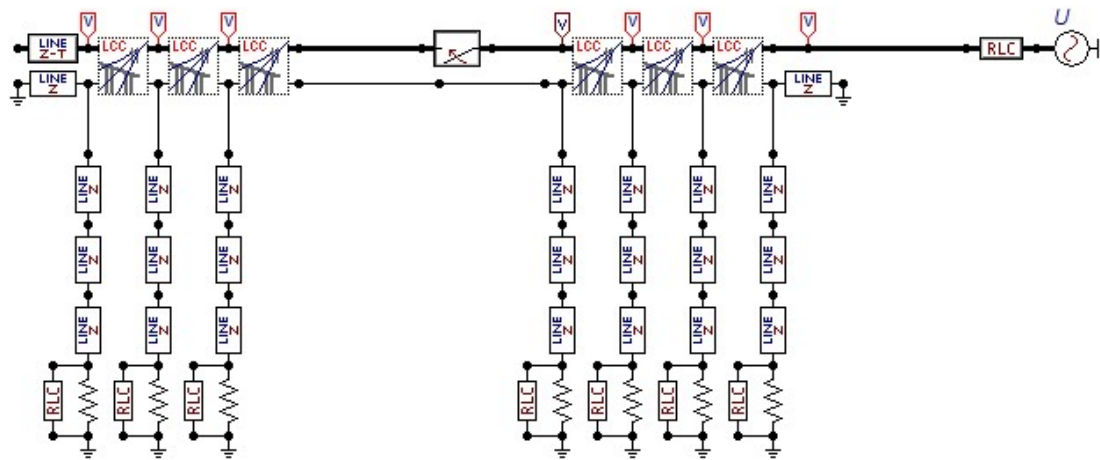 V V V V V V V U
LINE Z-T LCC LCC LCC LCC LCC LCC RLC
LINE Z LINE Z
LINE Z LINE Z LINE Z LINE Z LINE Z LINE Z LINE Z
LINE Z LINE Z LINE Z LINE Z LINE Z LINE Z LINE Z
LINE Z LINE Z LINE Z LINE Z LINE Z LINE Z LINE Z
RLC RLC RLC RLC RLC RLC RLC